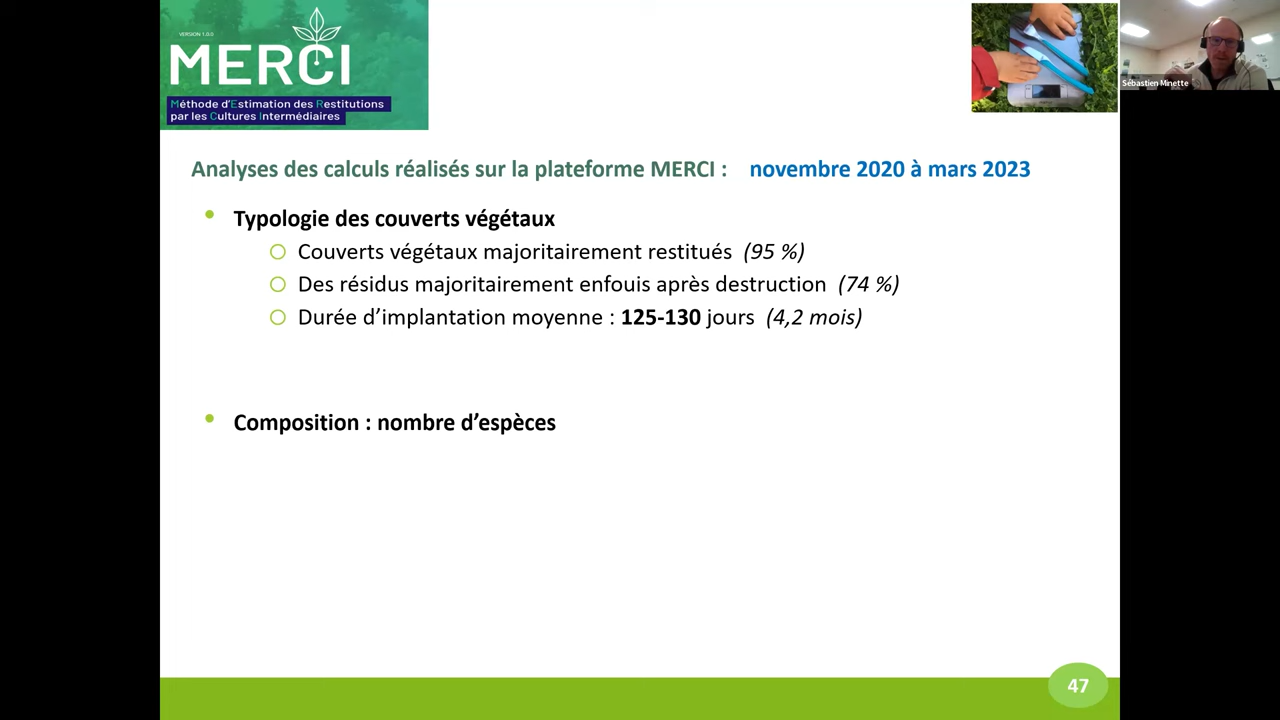 VERSION 1.0.0
MERCI
Méthode d'Estimation des Restitutions
par les Cultures Intermédiaires
Sébastien Minette
Analyses des calculs réalisés sur la plateforme MERCI : novembre 2020 à mars 2023
• Typologie des couverts végétaux
Couverts végétaux majoritairement restitués (95 %)
Des résidus majoritairement enfouis après destruction (74 %)
Durée d’implantation moyenne : 125-130 jours (4,2 mois)
• Composition : nombre d’espèces
47